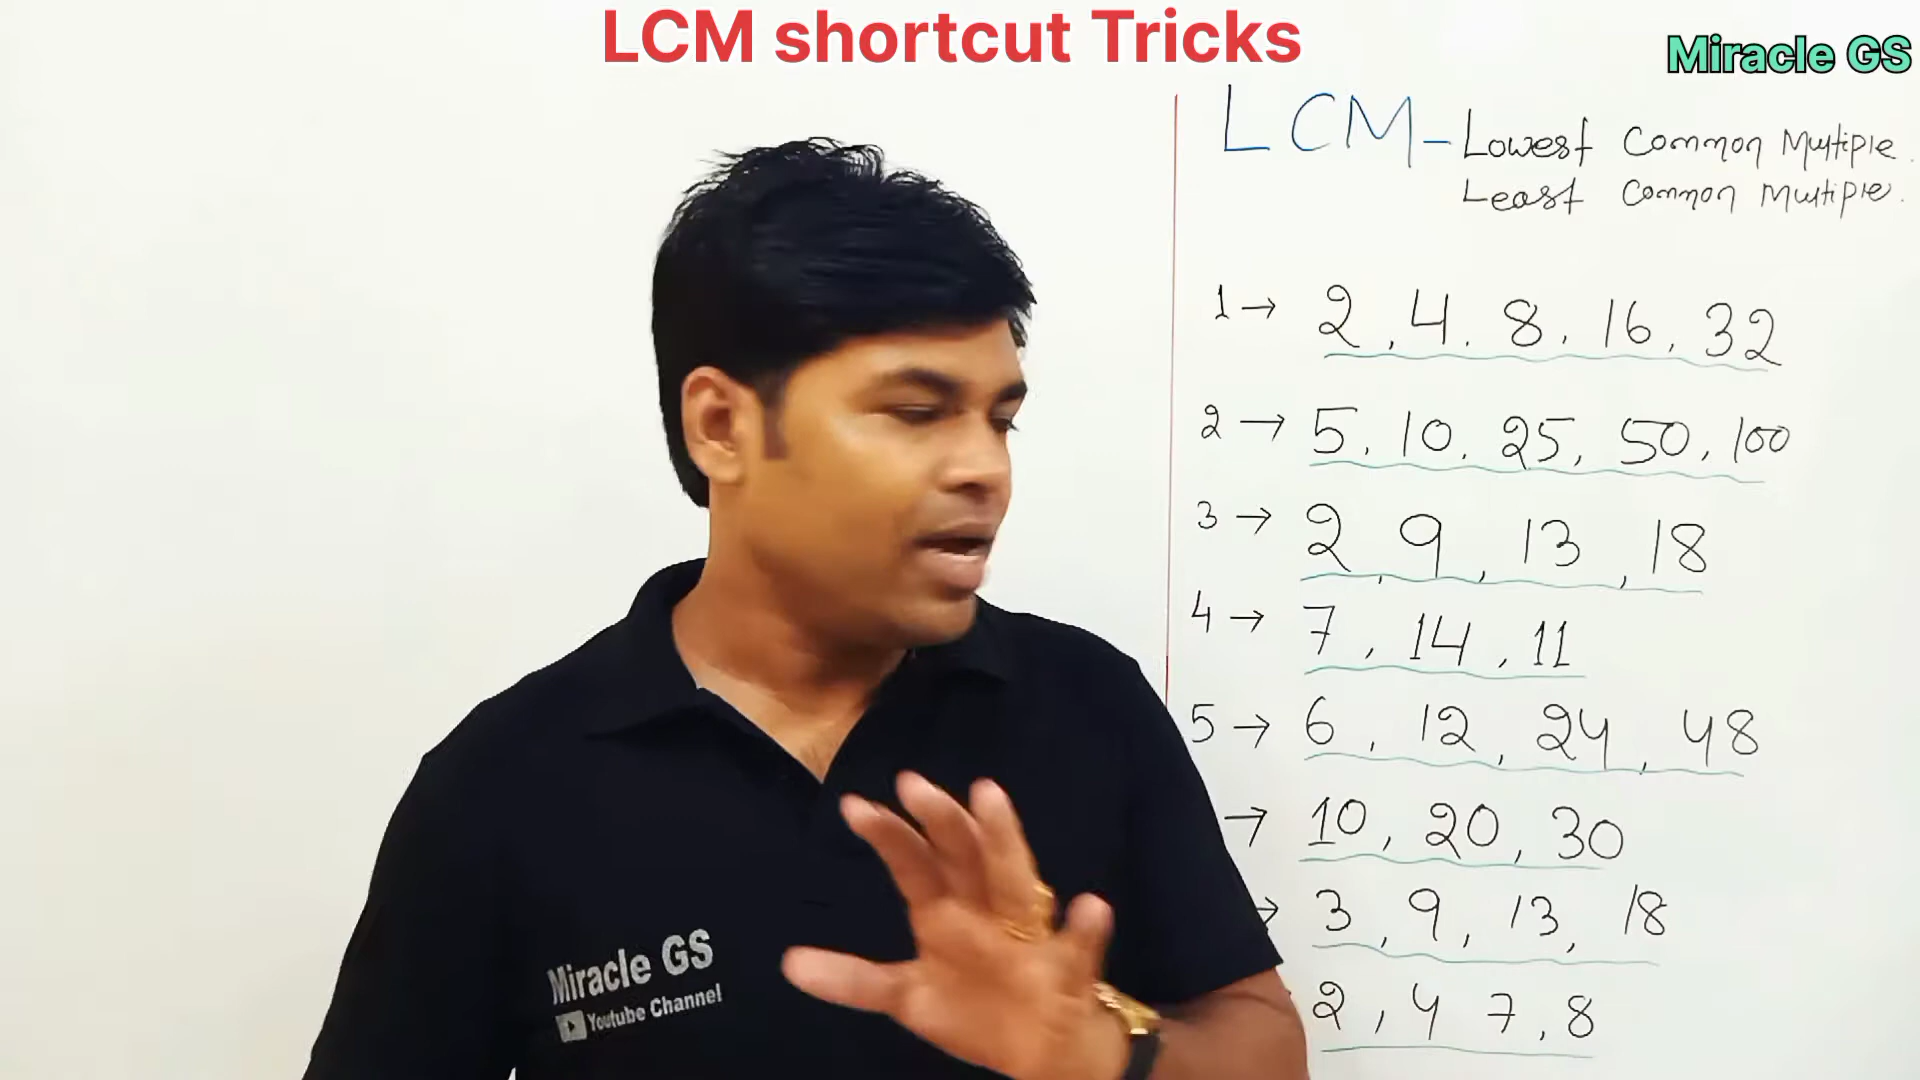 LCM shortcut Tricks
Miracle GS
LCM - Lowest Common Multiple.
Least Common Multiple.
1 → 2, 4, 8, 16, 32
2 → 5, 10, 25, 50, 100
3 → 2, 9, 13, 18
4 → 7, 14, 11
5 → 6, 12, 24, 48
→ 10, 20, 30
→ 3, 9, 13, 18
2, 4 7, 8
Miracle GS
Youtube Channel